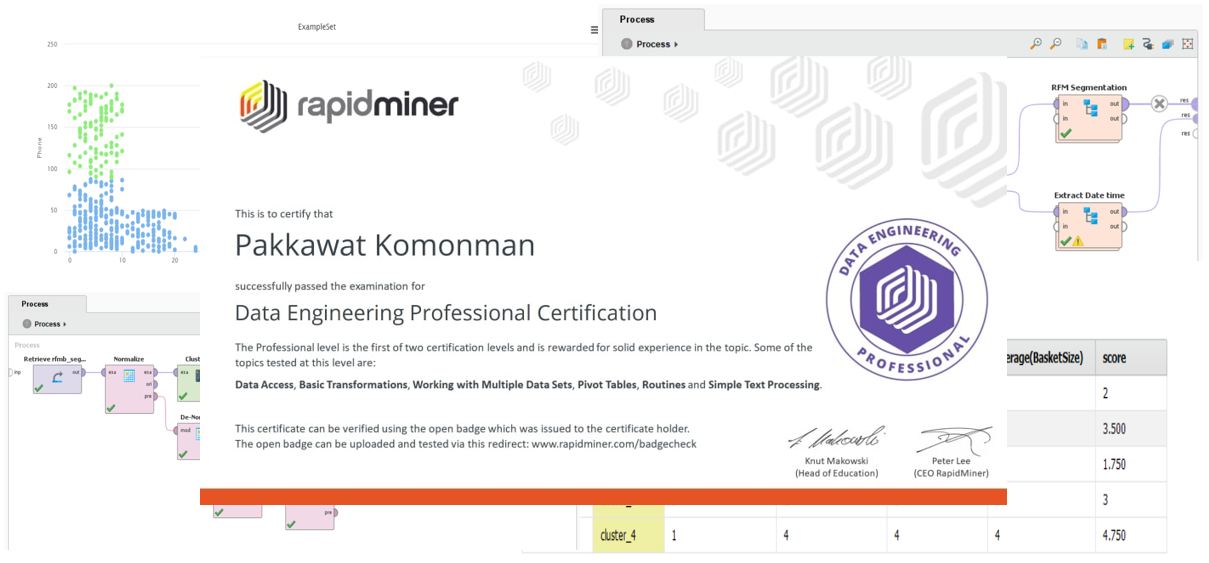 ExampleSet
250
200
150
100
50
0
Phone
0
10
20
Process
Process
RFM Segmentation
in
out
in
out
res
res
res
Extract Date time
in
out
in
out
rapidminer
This is to certify that
Pakkawat Komonman
successfully passed the examination for
Data Engineering Professional Certification
The Professional level is the first of two certification levels and is rewarded for solid experience in the topic. Some of the
topics tested at this level are:
Data Access, Basic Transformations, Working with Multiple Data Sets, Pivot Tables, Routines and Simple Text Processing.
This certificate can be verified using the open badge which was issued to the certificate holder.
The open badge can be uploaded and tested via this redirect: www.rapidminer.com/badgecheck
DATA ENGINEERING
PROFESSIONAL
Knut Makowski
(Head of Education)
Peter Lee
(CEO RapidMiner)
Process
Process
Process
inp
Retrieve rfmb_seg...
out
Normalize
exa
exa
ori
pre
exa
mod
pre
score
2
3.500
1.750
3
cluster_4 1 4 4 4 4.750